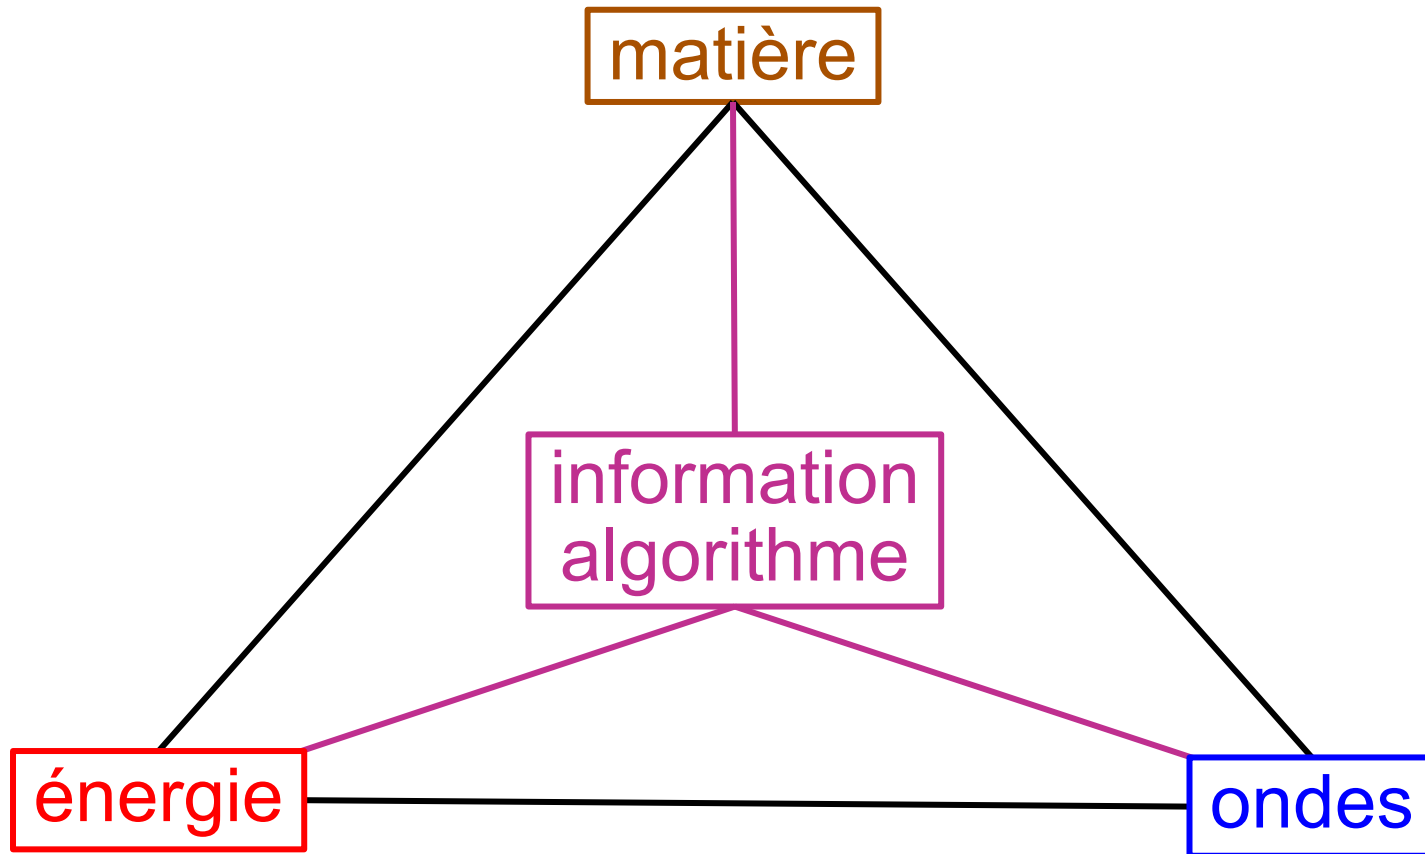 matière
information
algorithme
énergie
ondes